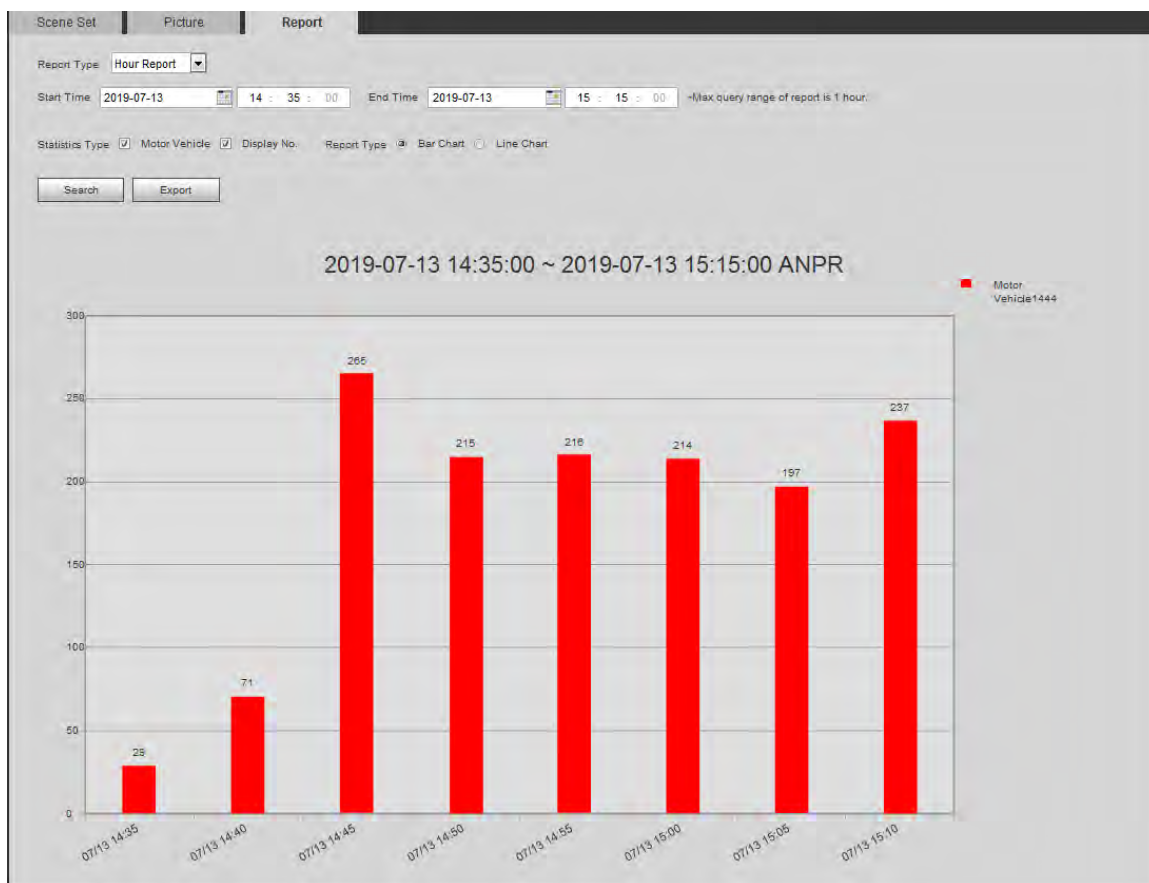 Scene Set Picture Report
Report Type Hour Report
Start Time 2019-07-13 14 : 35 : 00 End Time 2019-07-13 15 : 15 : 00 *Max query range of report is 1 hour.
Statistics Type Motor Vehicle Display No. Report Type Bar Chart Line Chart
Search Export
2019-07-13 14:35:00 ~ 2019-07-13 15:15:00 ANPR
Motor
Vehicle1444
300
265
250
237
215 216 214
197
200
150
100
71
50
29
0
07/13 14:35 07/13 14:40 07/13 14:45 07/13 14:50 07/13 14:55 07/13 15:00 07/13 15:05 07/13 15:10